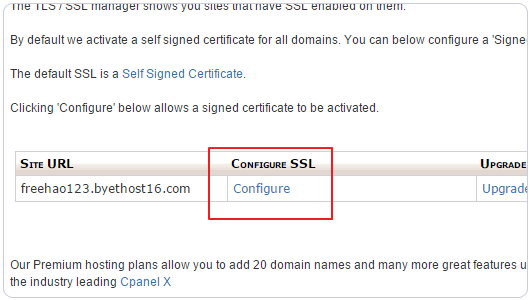 The TLS / SSL manager shows you sites that have SSL enabled on them.
By default we activate a self signed certificate for all domains. You can below configure a 'Signe
The default SSL is a Self Signed Certificate.
Clicking 'Configure' below allows a signed certificate to be activated.
Site URL Configure SSL Upgrade
freehao123.byethost16.com Configure Upgrade
Our Premium hosting plans allow you to add 20 domain names and many more great features u
the industry leading Cpanel X